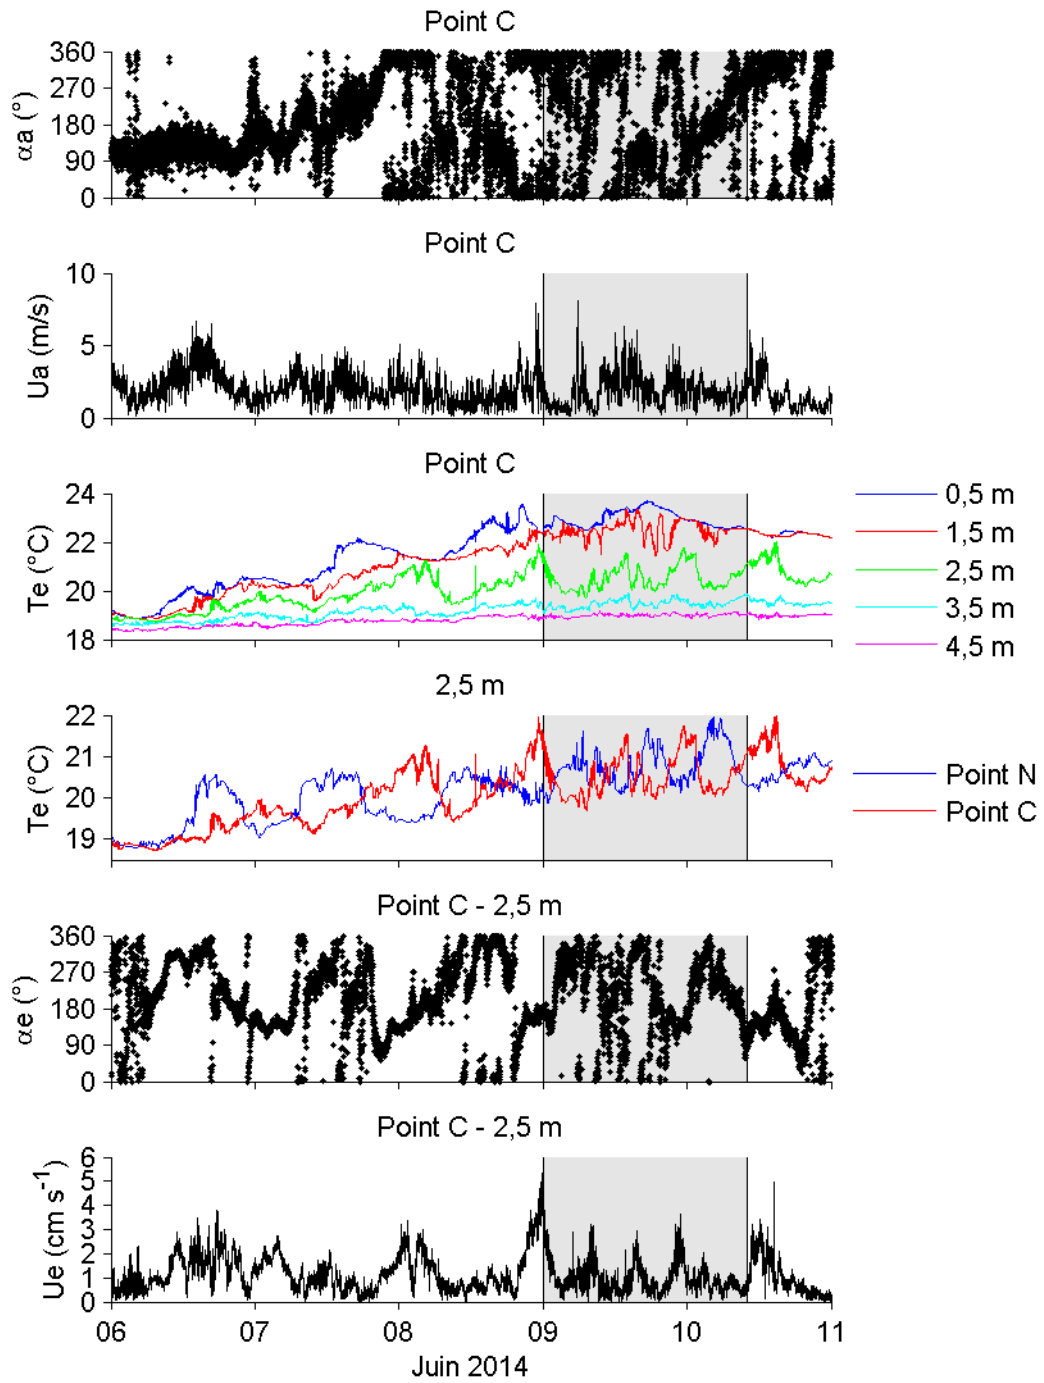 Point C
360
270
180
90
0
αa (°)
Point C
10
5
0
Ua (m/s)
Point C
24
22
20
18
Te (°C)
0,5 m
1,5 m
2,5 m
3,5 m
4,5 m
2,5 m
22
21
20
19
Te (°C)
Point N
Point C
Point C - 2,5 m
360
270
180
90
0
αe (°)
Point C - 2,5 m
6
5
4
3
2
1
0
Ue (cm s⁻¹)
06 07 08 09 10 11
Juin 2014